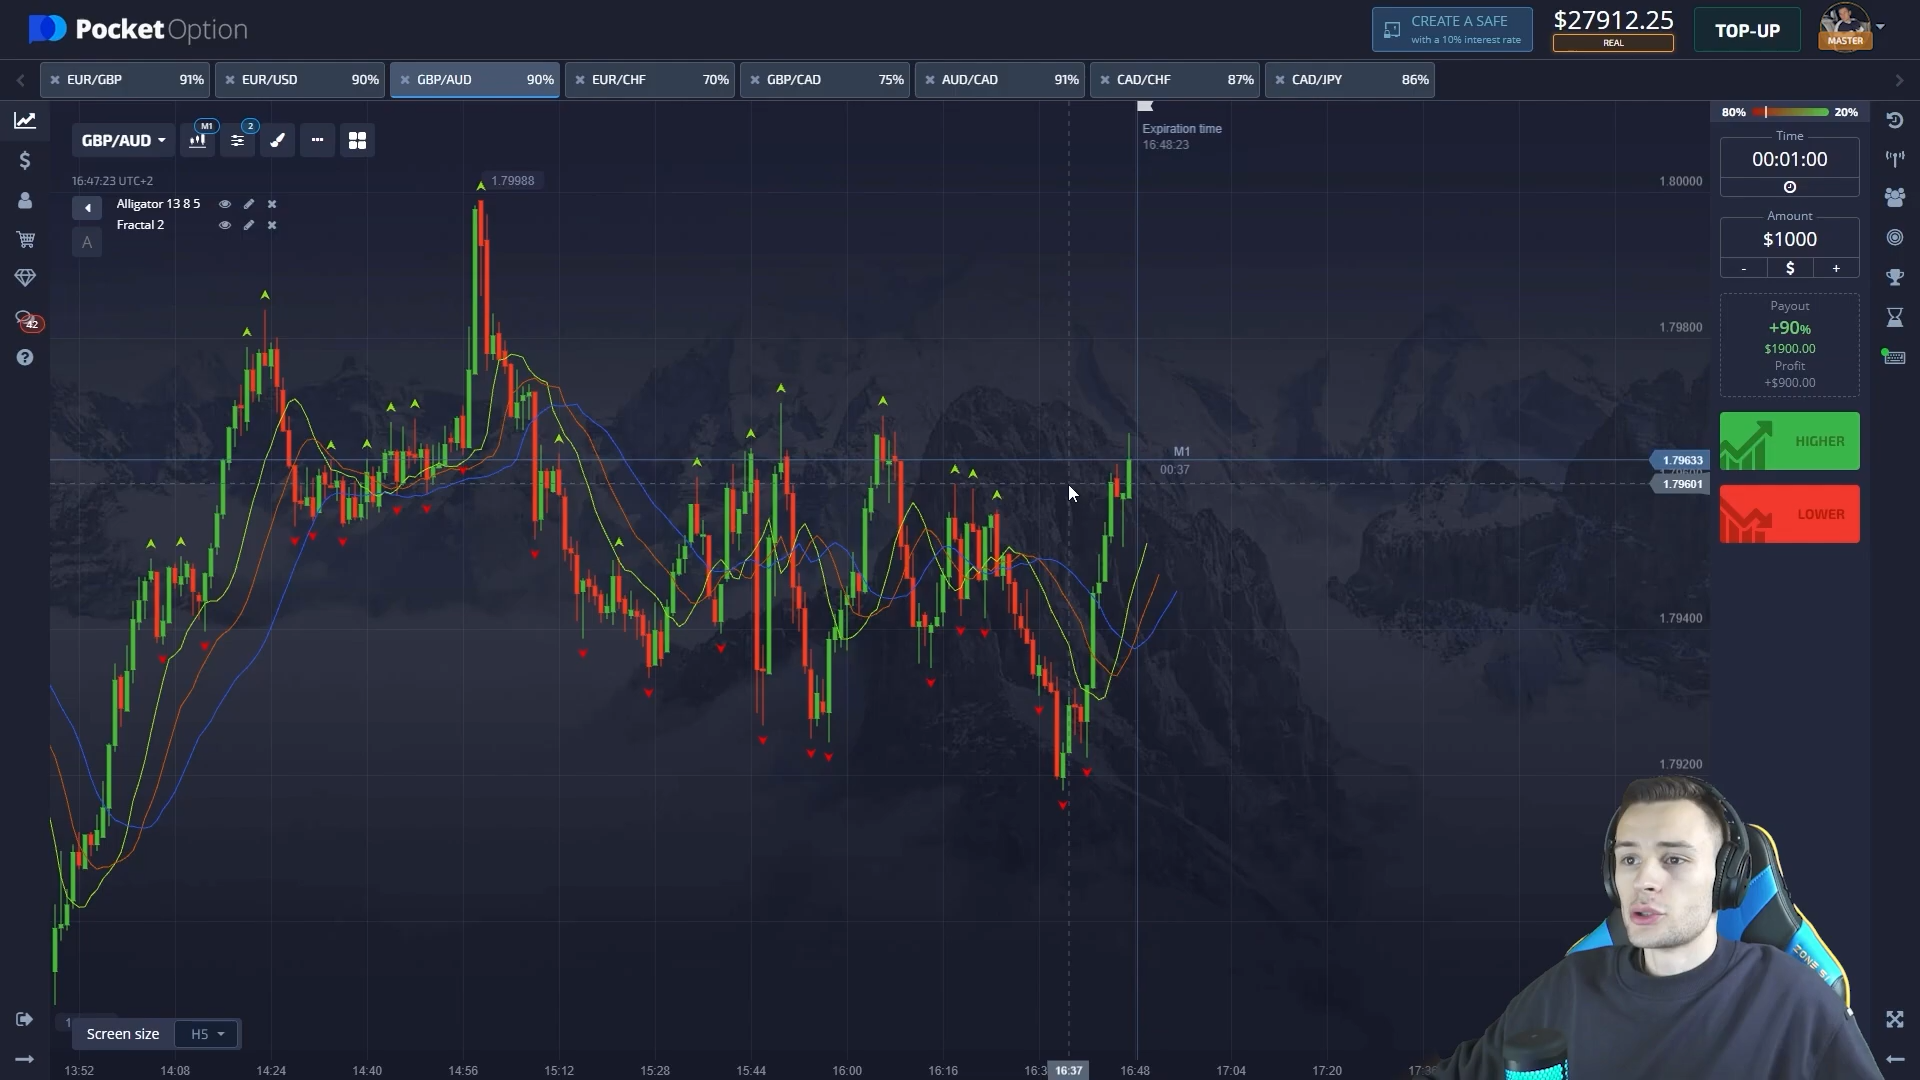 PocketOption
CREATE A SAFE
with a 10% interest rate
$27912.25
REAL
TOP-UP
MASTER
EUR/GBP 91%
EUR/USD 90%
GBP/AUD 90%
EUR/CHF 70%
GBP/CAD 75%
AUD/CAD 91%
CAD/CHF 87%
CAD/JPY 86%
GBP/AUD
M1
2
Expiration time
16:48:23
16:47:23 UTC+2
Alligator 13 8 5
Fractal 2
A
1.79988
1.80000
1.79800
M1
00:37
1.79633
1.79601
1.79400
1.79200
80% 20%
Time
00:01:00
Amount
$1000
- $ +
Payout
+90%
$1900.00
Profit
+$900.00
HIGHER
LOWER
42
ZONE
Screen size H5
13:52 14:08 14:24 14:40 14:56 15:12 15:28 15:44 16:00 16:16 16:37 16:48 17:04 17:20